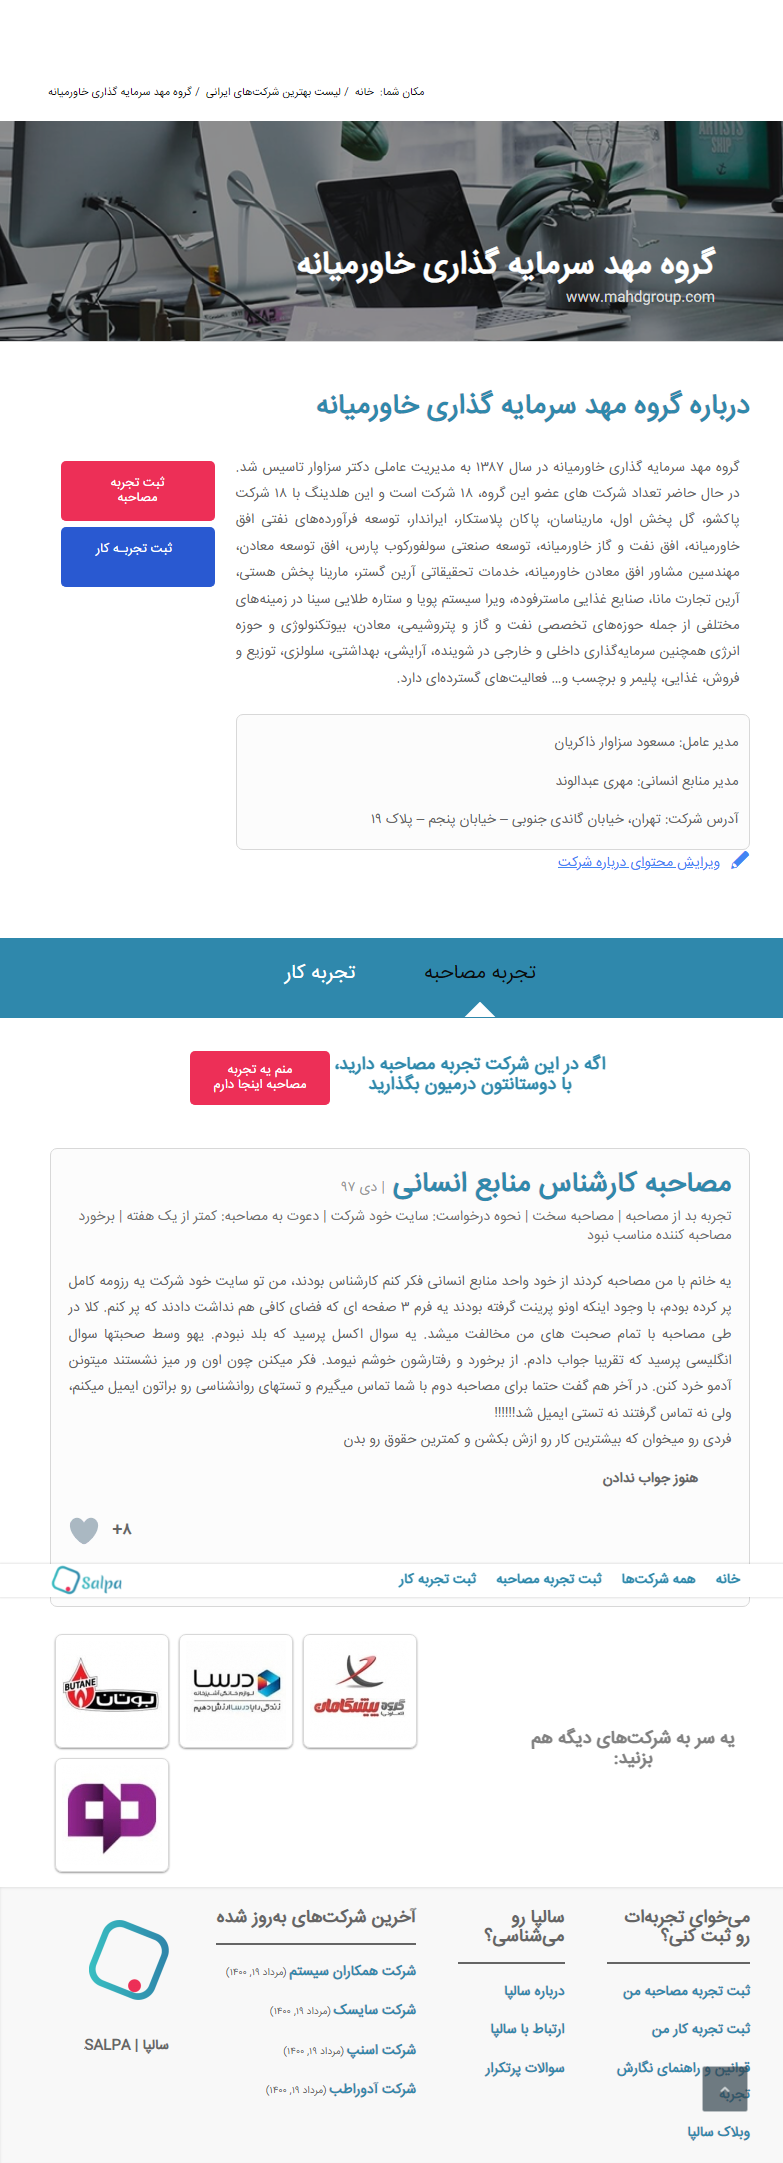 مکان شما: خانه / لیست بهترین شرکت‌های ایرانی / گروه مهد سرمایه گذاری خاورمیانه
ARTISTS
SHIP
گروه مهد سرمایه گذاری خاورمیانه
www.mahdgroup.com
درباره گروه مهد سرمایه گذاری خاورمیانه
گروه مهد سرمایه گذاری خاورمیانه در سال ۱۳۸۷ به مدیریت عاملی دکتر سزاوار تاسیس شد.
در حال حاضر تعداد شرکت های عضو این گروه، ۱۸ شرکت است و این هلدینگ با ۱۸ شرکت
پاکشو، گل پخش اول، ماریناسان، پاکان پلاستکار، ایراندار، توسعه فرآورده‌های نفتی افق
خاورمیانه، افق نفت و گاز خاورمیانه، توسعه صنعتی سولفورکوب پارس، افق توسعه معادن،
مهندسین مشاور افق معادن خاورمیانه، خدمات تحقیقاتی آرین گستر، مارینا پخش هستی،
آرین تجارت مانا، صنایع غذایی ماسترفوده، ویرا سیستم پویا و ستاره طلایی سینا در زمینه‌های
مختلفی از جمله حوزه‌های تخصصی نفت و گاز و پتروشیمی، معادن، بیوتکنولوژی و حوزه
انرژی همچنین سرمایه‌گذاری داخلی و خارجی در شوینده، آرایشی، بهداشتی، سلولزی، توزیع و
فروش، غذایی، پلیمر و برچسب و… فعالیت‌های گسترده‌ای دارد.
ثبت تجربه
مصاحبه
ثبت تجربـه کار
مدیر عامل: مسعود سزاوار ذاکریان
مدیر منابع انسانی: مهری عبدالوند
آدرس شرکت: تهران، خیابان گاندی جنوبی – خیابان پنجم – پلاک ۱۹
ویرایش محتوای درباره شرکت
تجربه مصاحبه
تجربه کار
اگه در این شرکت تجربه مصاحبه دارید،
با دوستانتون درمیون بگذارید
منم یه تجربه
مصاحبه اینجا دارم
مصاحبه کارشناس منابع انسانی | دی ۹۷
تجربه بد از مصاحبه | مصاحبه سخت | نحوه درخواست: سایت خود شرکت | دعوت به مصاحبه: کمتر از یک هفته | برخورد
مصاحبه کننده مناسب نبود
یه خانم با من مصاحبه کردند از خود واحد منابع انسانی فکر کنم کارشناس بودند، من تو سایت خود شرکت یه رزومه کامل
پر کرده بودم، با وجود اینکه اونو پرینت گرفته بودند یه فرم ۳ صفحه ای که فضای کافی هم نداشت دادند که پر کنم. کلا در
طی مصاحبه با تمام صحبت های من مخالفت میشد. یه سوال اکسل پرسید که بلد نبودم. یهو وسط صحبتها سوال
انگلیسی پرسید که تقریبا جواب دادم. از برخورد و رفتارشون خوشم نیومد. فکر میکنن چون اون ور میز نشستند میتونن
آدمو خرد کنن. در آخر هم گفت حتما برای مصاحبه دوم با شما تماس میگیرم و تستهای روانشناسی رو براتون ایمیل میکنم،
ولی نه تماس گرفتند نه تستی ایمیل شد!!!!!!
فردی رو میخوان که بیشترین کار رو ازش بکشن و کمترین حقوق رو بدن
هنوز جواب ندادن
+۸
خانه
همه شرکت‌ها
ثبت تجربه مصاحبه
ثبت تجربه کار
Salpa
یه سر به شرکت‌های دیگه هم
بزنید:
گروه پیشگامان
درسا
لوازم خانگی آشپزخانه
زندگی را با درسا ارزش دهیم
BUTANE
بوتان
می‌خوای تجربه‌ات
رو ثبت کنی؟
ثبت تجربه مصاحبه من
ثبت تجربه کار من
قوانین و راهنمای نگارش
تجربه
وبلاک سالپا
سالپا رو
می‌شناسی؟
درباره سالپا
ارتباط با سالپا
سوالات پرتکرار
آخرین شرکت‌های به‌روز شده
شرکت همکاران سیستم (مرداد ۱۹, ۱۴۰۰)
شرکت سایسک (مرداد ۱۹, ۱۴۰۰)
شرکت اسنپ (مرداد ۱۹, ۱۴۰۰)
شرکت آدوراطب (مرداد ۱۹, ۱۴۰۰)
سالپا | SALPA